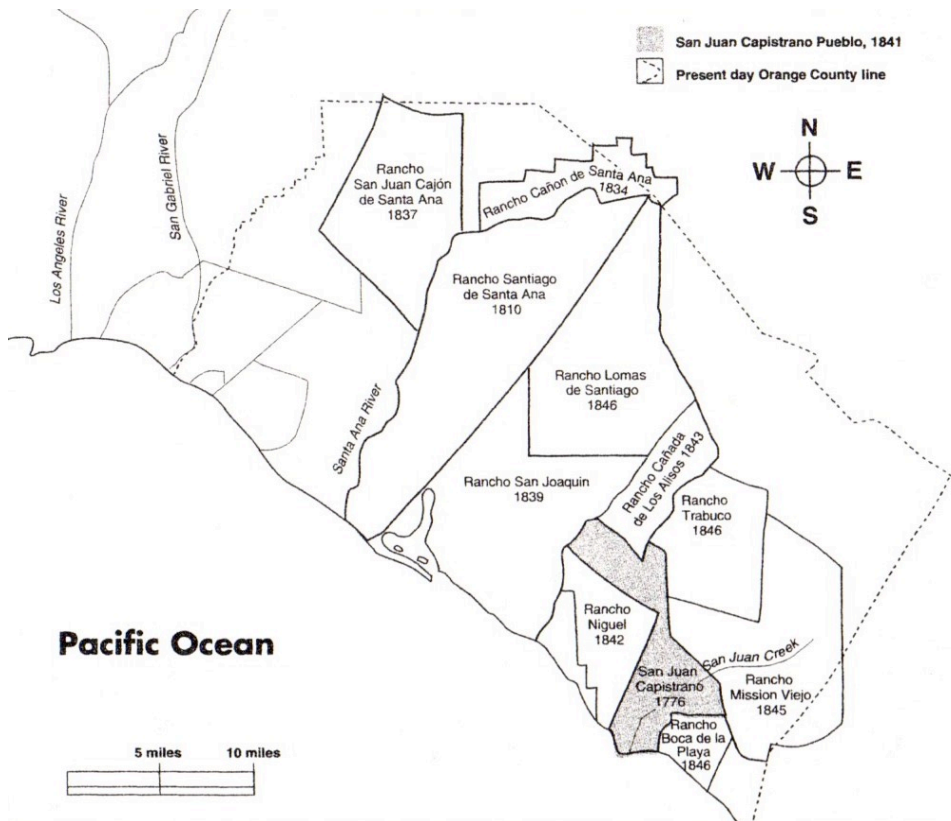 San Juan Capistrano Pueblo, 1841
Present day Orange County line
N
W
E
S
Los Angeles River
San Gabriel River
Rancho
San Juan Cajón
de Santa Ana
1837
Rancho Cañon de Santa Ana
1834
Rancho Santiago
de Santa Ana
1810
Santa Ana River
Rancho Lomas
de Santiago
1846
Rancho San Joaquin
1839
Rancho Cañada
de Los Alisos 1843
Rancho
Trabuco
1846
Rancho
Niguel
1842
San Juan Creek
San Juan
Capistrano
1776
Rancho
Mission Viejo
1845
Rancho
Boca de la
Playa
1846
Pacific Ocean
5 miles
10 miles